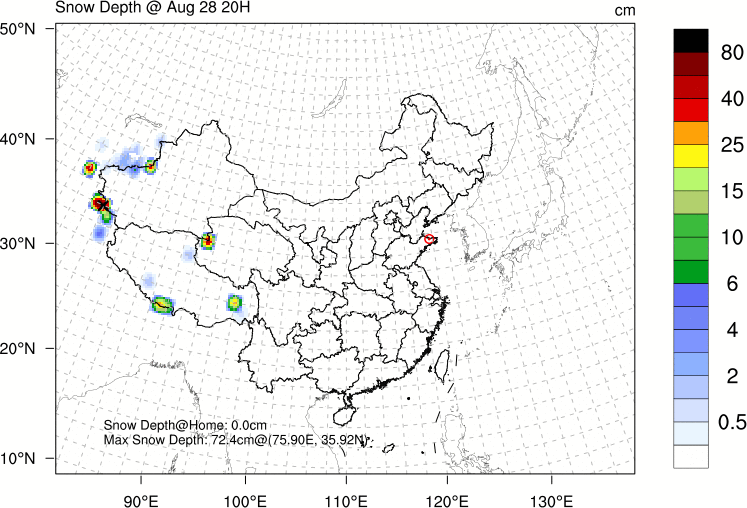 Snow Depth @ Aug 28 20H
cm
50°N
40°N
30°N
20°N
10°N
80
40
25
15
10
6
4
2
0.5
Snow Depth@Home: 0.0cm
Max Snow Depth: 72.4cm@(75.90E, 35.92N)
90°E
100°E
110°E
120°E
130°E